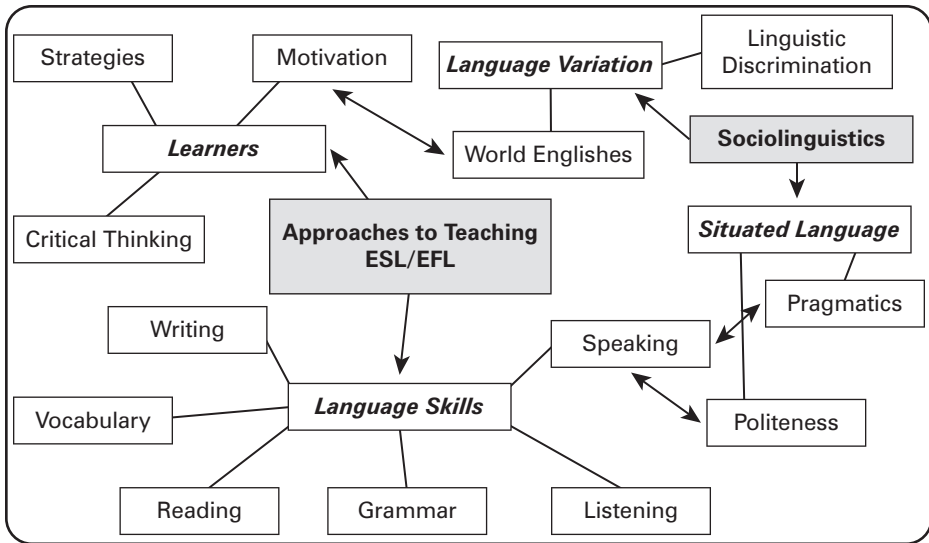 Strategies
Motivation
Language Variation
Linguistic
Discrimination
Learners
World Englishes
Sociolinguistics
Critical Thinking
Approaches to Teaching
ESL/EFL
Situated Language
Writing
Speaking
Pragmatics
Vocabulary
Language Skills
Politeness
Reading
Grammar
Listening